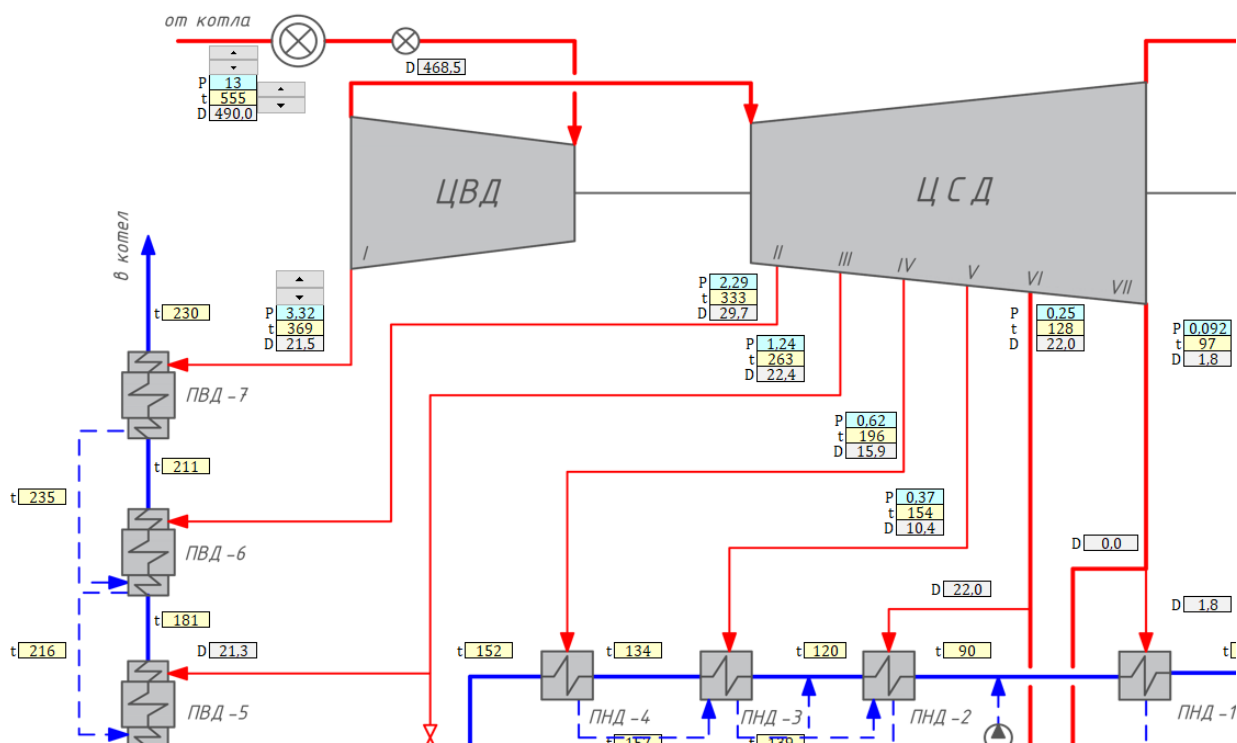 от котла
D 468,5
P 13
t 555
D 490,0
ЦВД
ЦСД
в котел
I
II
III
IV
V
VI
VII
t 230
P 3,32
t 369
D 21,5
P 2,29
t 333
D 29,7
P 0,25
t 128
D 22,0
P 0,092
t 97
D 1,8
P 1,24
t 263
D 22,4
ПВД-7
P 0,62
t 196
D 15,9
t 211
t 235
P 0,37
t 154
D 10,4
ПВД-6
D 0,0
D 22,0
D 1,8
t 181
t 216
D 21,3
t 152
t 134
t 120
t 90
t
ПВД-5
ПНД-4
ПНД-3
ПНД-2
ПНД-1